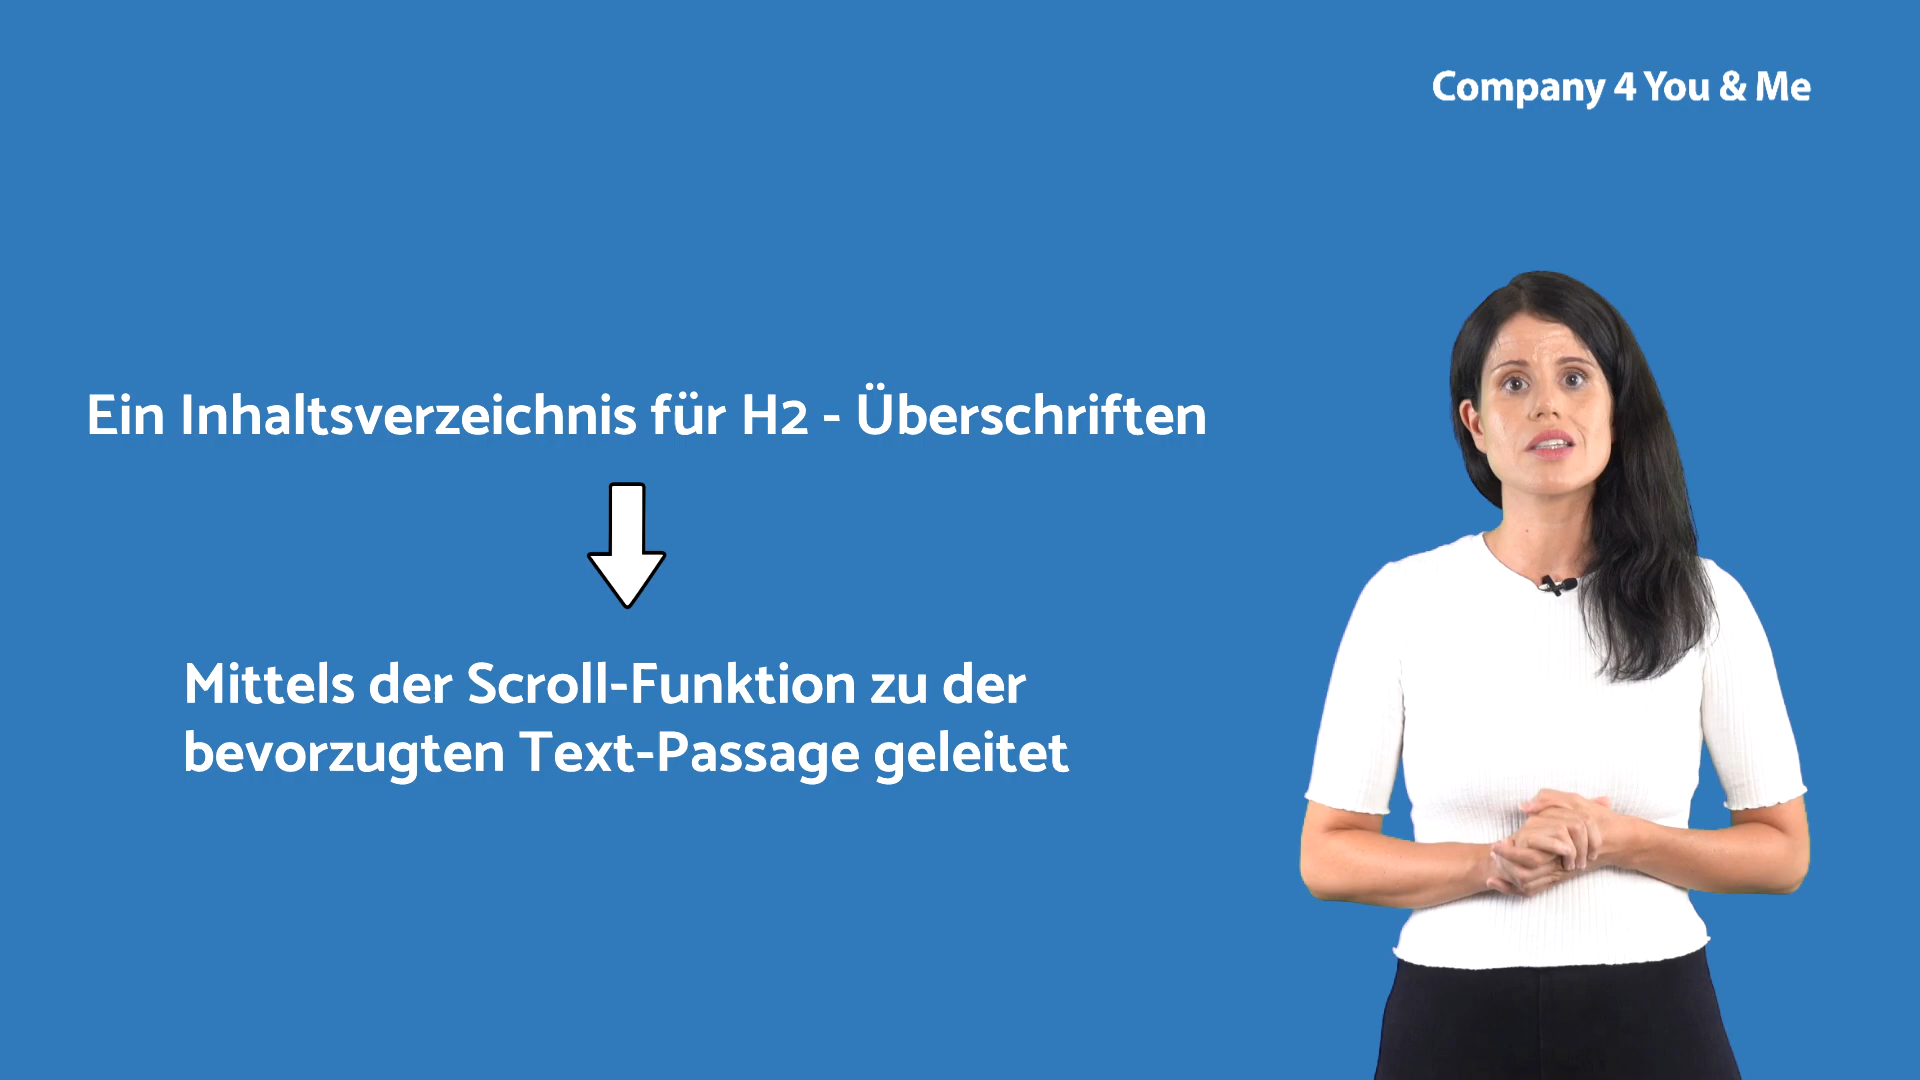 Company 4 You & Me
Ein Inhaltsverzeichnis für H2 - Überschriften
Mittels der Scroll-Funktion zu der
bevorzugten Text-Passage geleitet